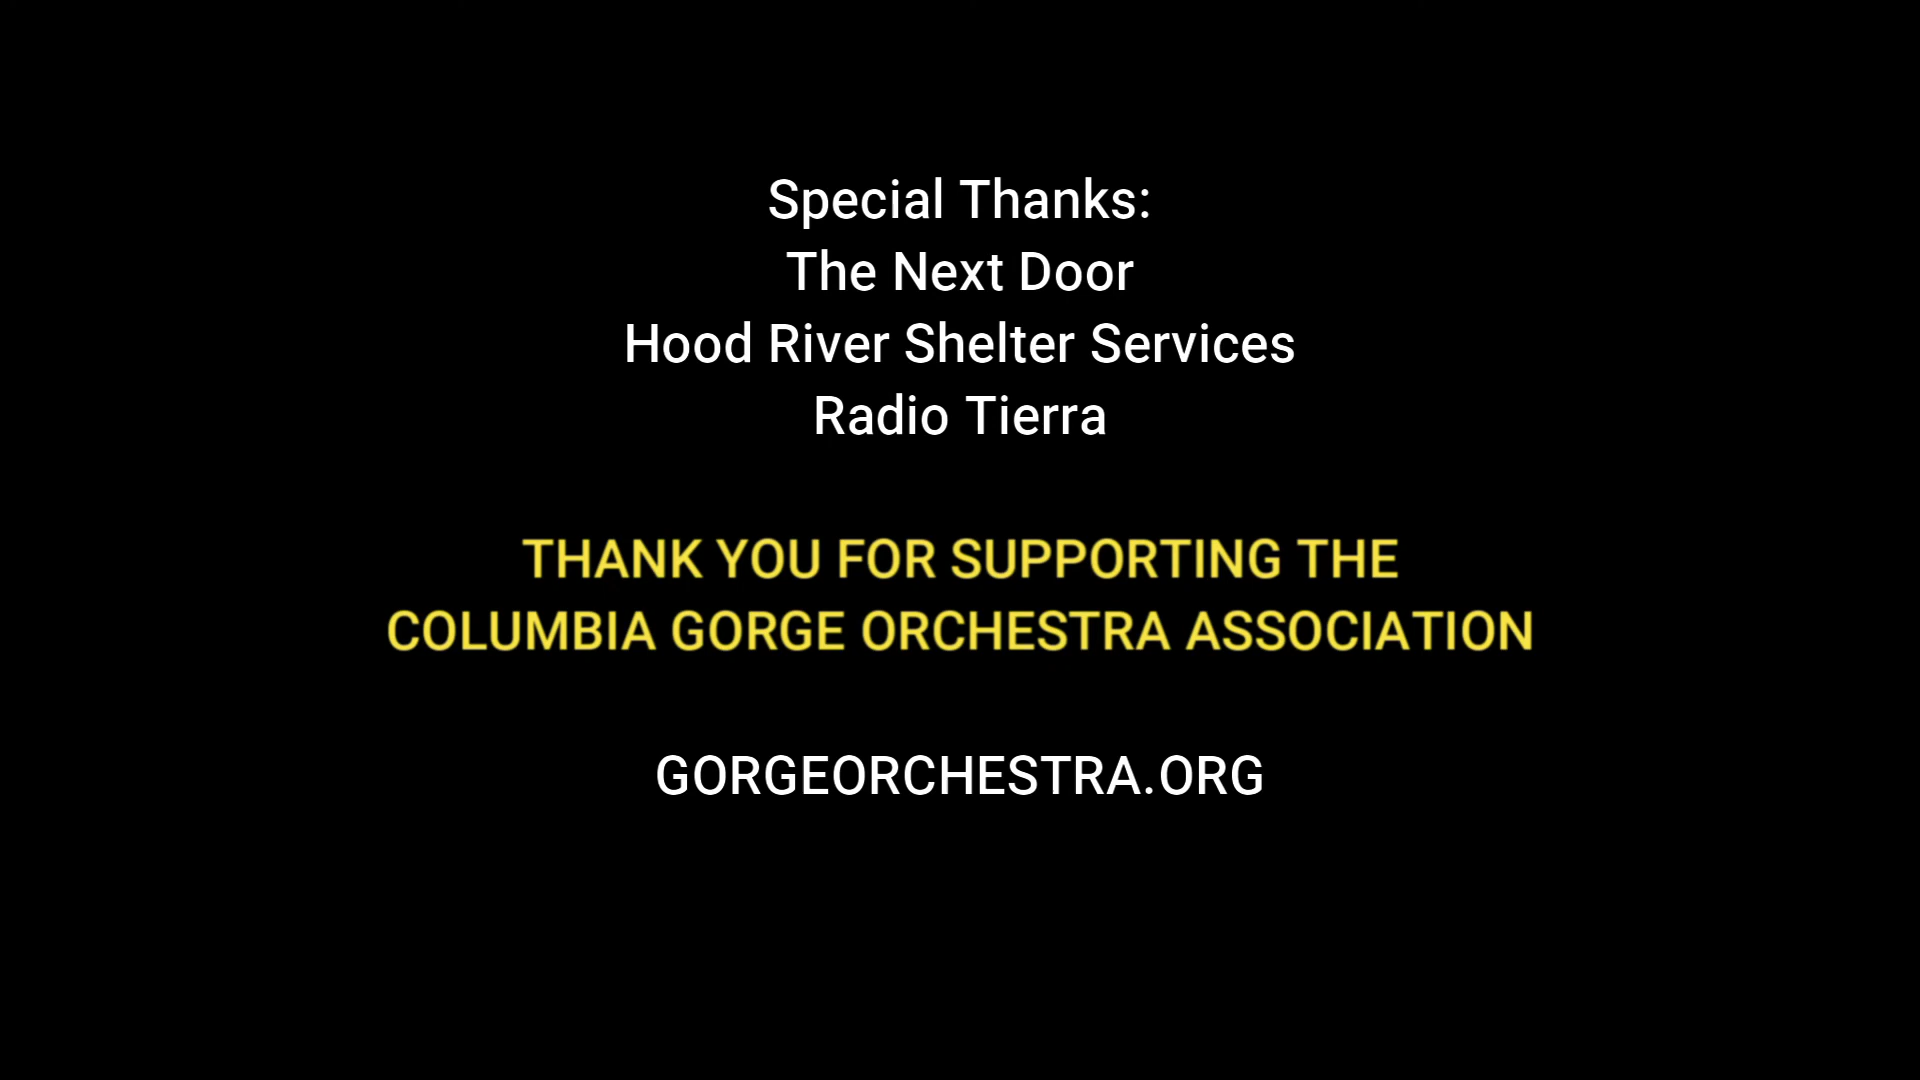 Special Thanks:
The Next Door
Hood River Shelter Services
Radio Tierra
THANK YOU FOR SUPPORTING THE
COLUMBIA GORGE ORCHESTRA ASSOCIATION
GORGEORCHESTRA.ORG